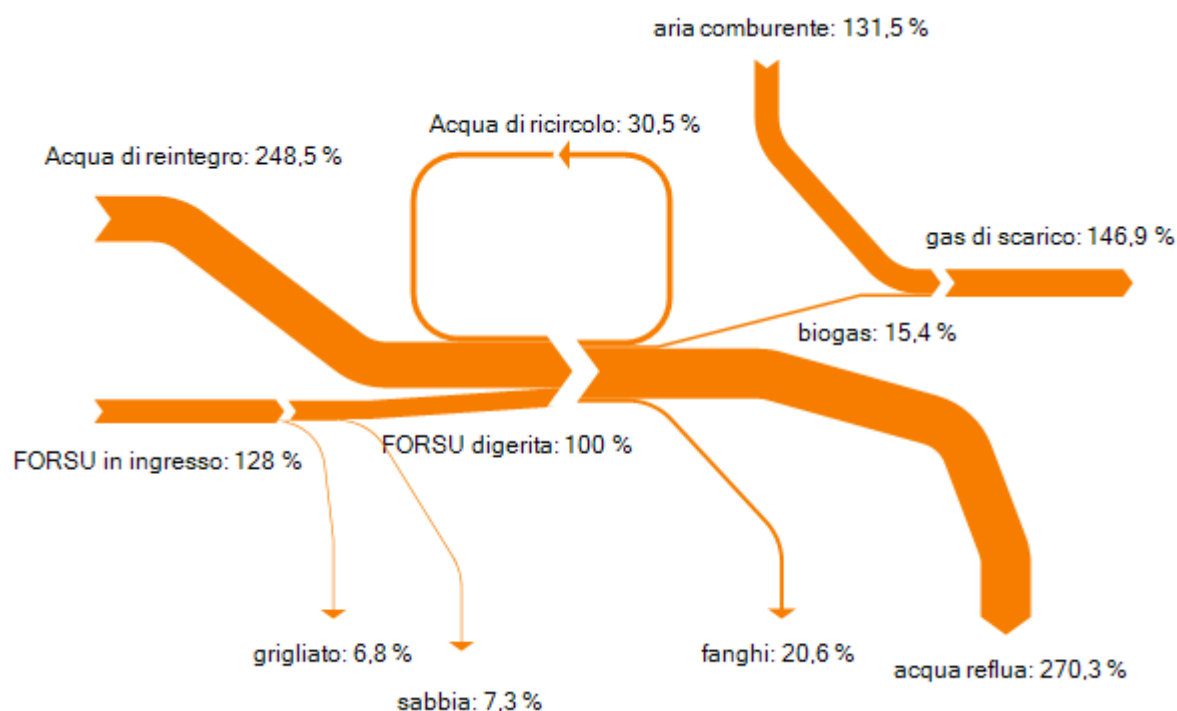 aria comburente: 131,5 %
Acqua di ricircolo: 30,5 %
Acqua di reintegro: 248,5 %
gas di scarico: 146,9 %
biogas: 15,4 %
FORSU digerita: 100 %
FORSU in ingresso: 128 %
grigliato: 6,8 %
fanghi: 20,6 %
acqua reflua: 270,3 %
sabbia: 7,3 %